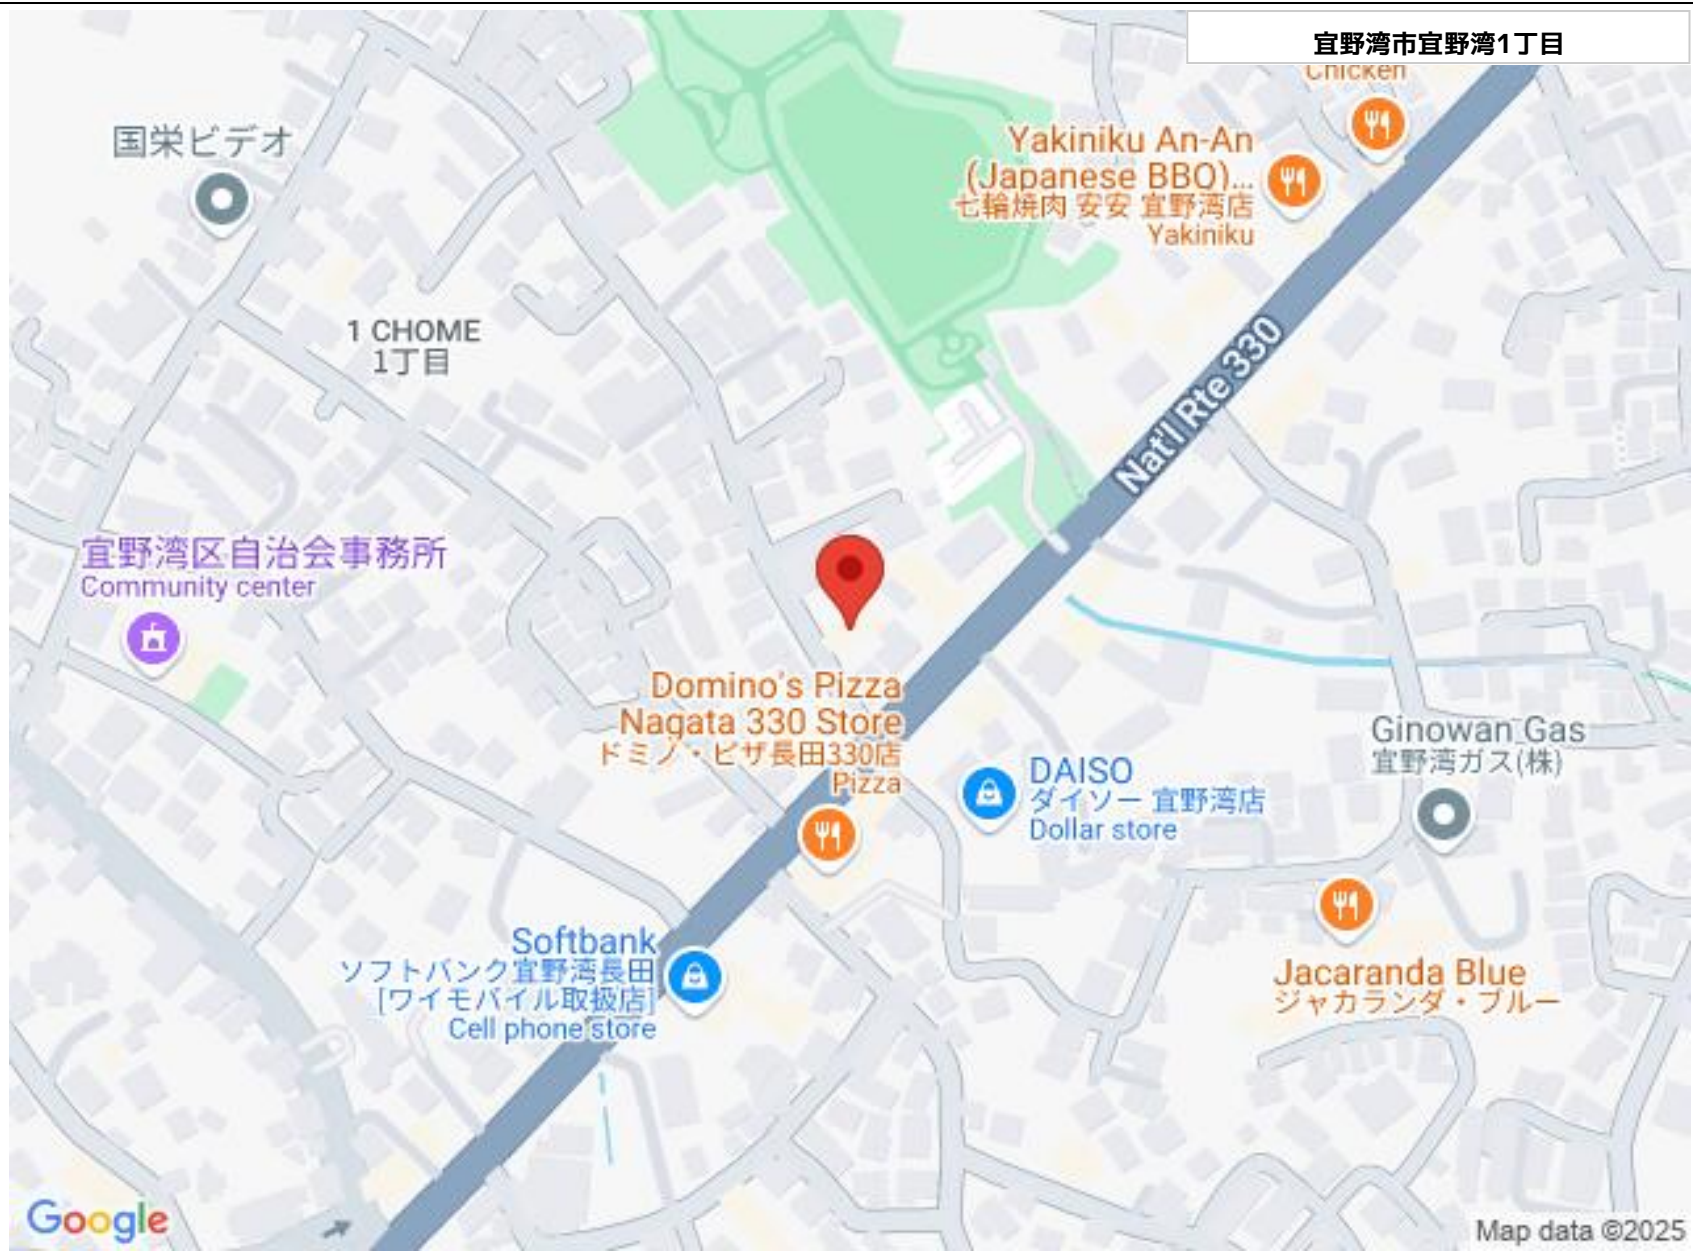 宜野湾市宜野湾1丁目
Chicken
国栄ビデオ
Yakiniku An-An
(Japanese BBQ)...
七輪焼肉 安安 宜野湾店
Yakiniku
1 CHOME
1丁目
Nat'l Rte 330
宜野湾区自治会事務所
Community center
Domino's Pizza
Nagata 330 Store
ドミノ・ピザ長田330店
Pizza
DAISO
ダイソー 宜野湾店
Dollar store
Ginowan Gas
宜野湾ガス(株)
Softbank
ソフトバンク宜野湾長田
[ワイモバイル取扱店]
Cell phone store
Jacaranda Blue
ジャカランダ・ブルー
Google
Map data ©2025